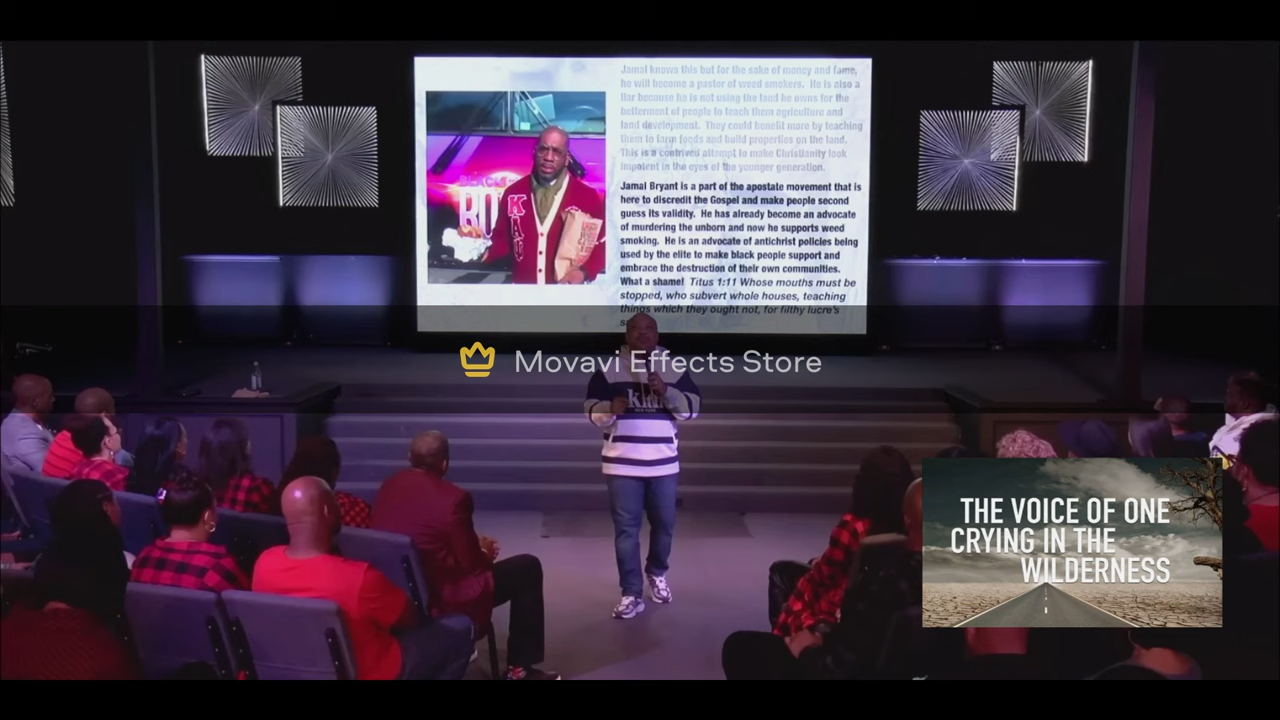 Jamal knows this but for the sake of money and fame,
he will become a pastor of weed smokers. He is also a
liar because he is not using the land he owns for the
betterment of people to teach them agriculture and
land development. They could benefit more by teaching
them to farm foods and build properties on the land.
This is a contrived attempt to make Christianity look
impotent in the eyes of the younger generation.
Jamal Bryant is a part of the apostate movement that is
here to discredit the Gospel and make people second
guess its validity. He has already become an advocate
of murdering the unborn and now he supports weed
smoking. He is an advocate of antichrist policies being
used by the elite to make black people support and
embrace the destruction of their own communities.
What a shame! Titus 1:11 Whose mouths must be
stopped, who subvert whole houses, teaching
things which they ought not, for filthy lucre's
K
A
Movavi Effects Store
NEW YORK
THE VOICE OF ONE
CRYING IN THE
WILDERNESS